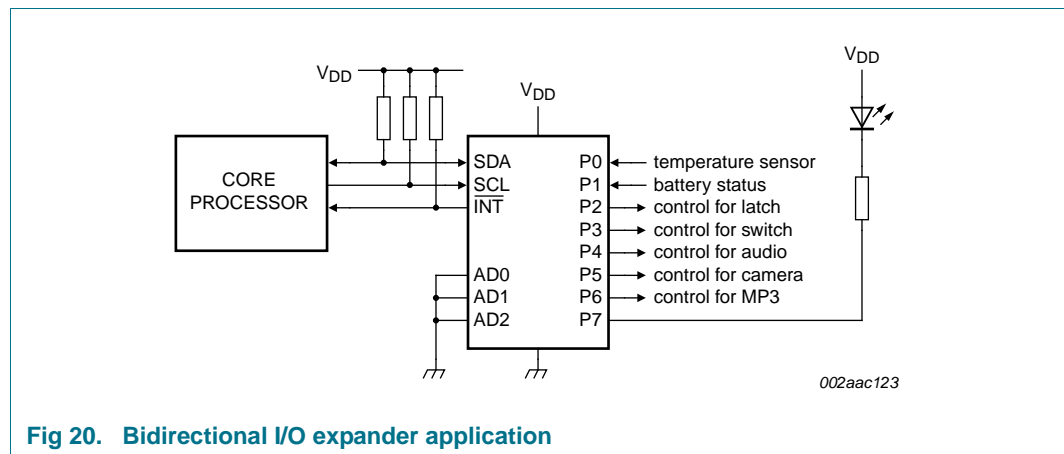 VDD
VDD
VDD
CORE
PROCESSOR
SDA
SCL
INT
AD0
AD1
AD2
P0
P1
P2
P3
P4
P5
P6
P7
temperature sensor
battery status
control for latch
control for switch
control for audio
control for camera
control for MP3
002aac123
Fig 20. Bidirectional I/O expander application